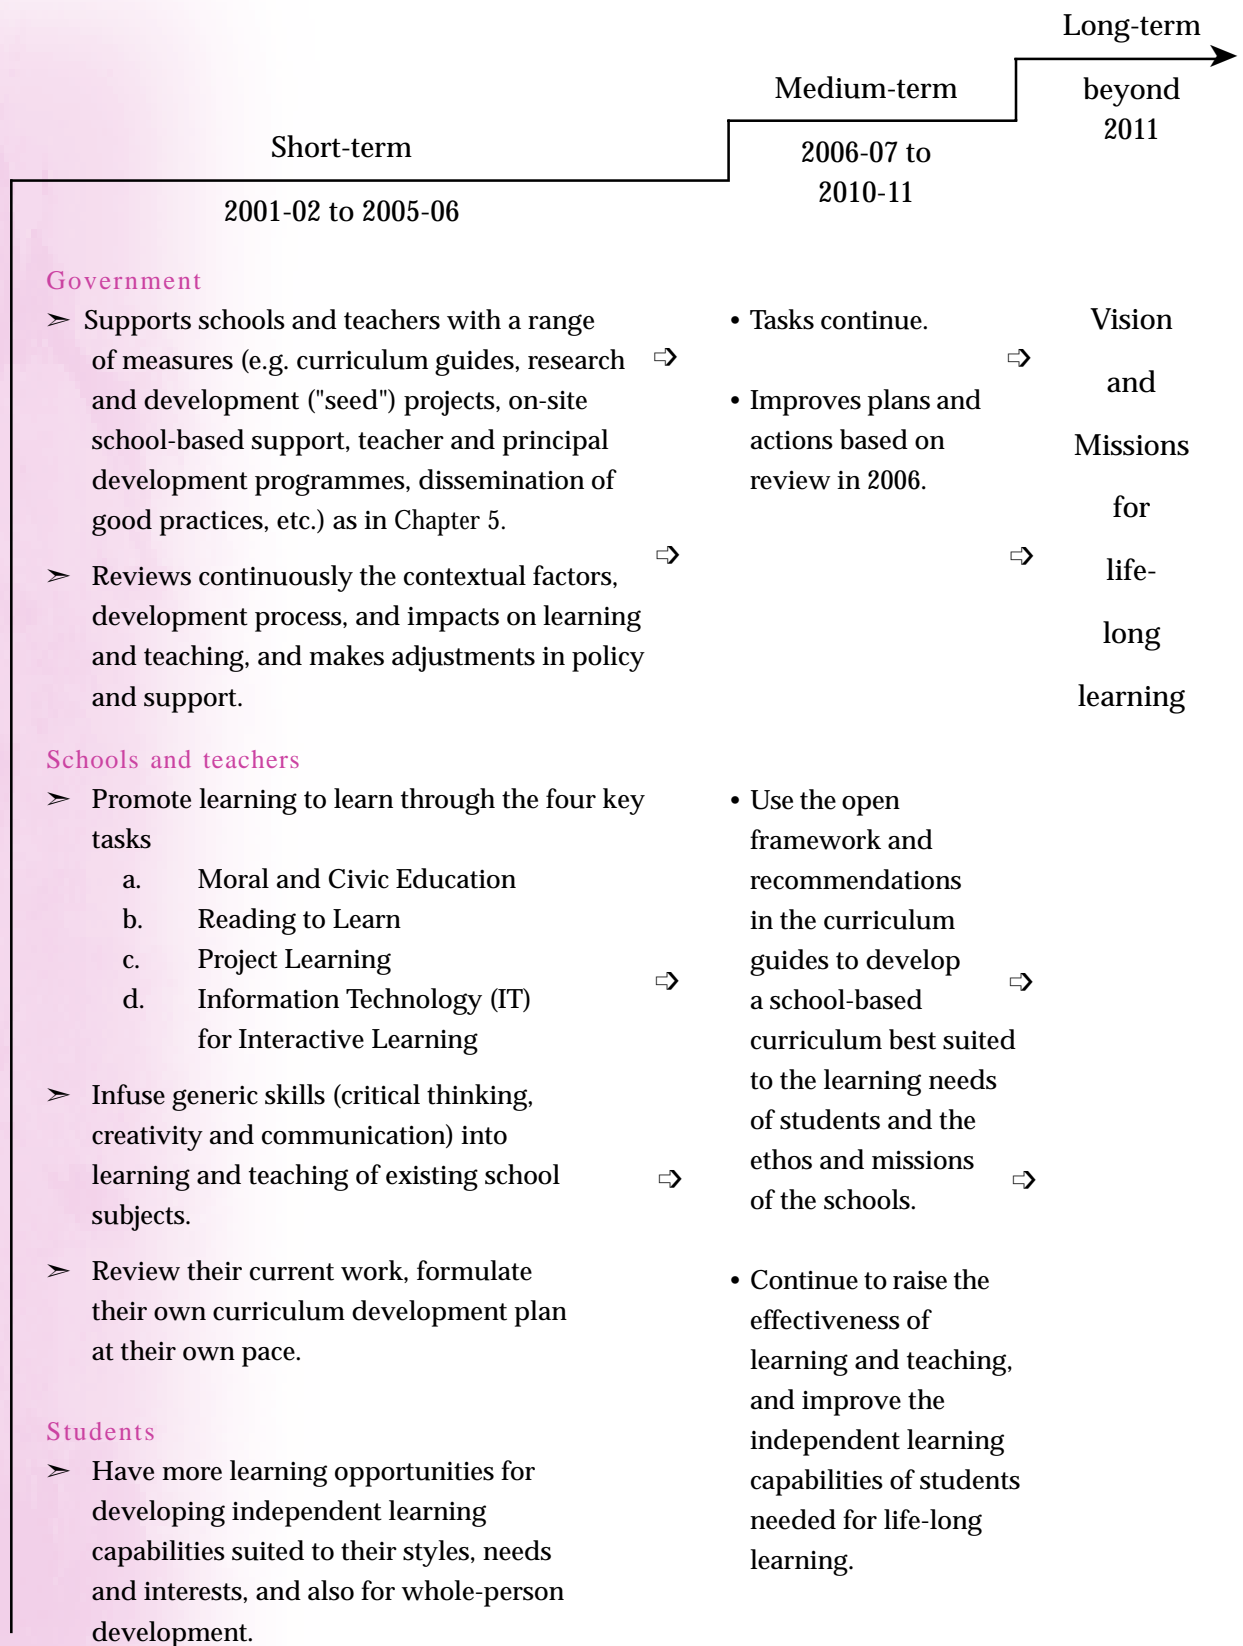 Long-term
Medium-term
beyond
2011
Short-term
2006-07 to
2010-11
2001-02 to 2005-06
Government
➣ Supports schools and teachers with a range
of measures (e.g. curriculum guides, research
and development ("seed") projects, on-site
school-based support, teacher and principal
development programmes, dissemination of
good practices, etc.) as in Chapter 5.
➣ Reviews continuously the contextual factors,
development process, and impacts on learning
and teaching, and makes adjustments in policy
and support.
• Tasks continue.
• Improves plans and
actions based on
review in 2006.
Vision
and
Missions
for
life-
long
learning
Schools and teachers
➣ Promote learning to learn through the four key
tasks
a. Moral and Civic Education
b. Reading to Learn
c. Project Learning
d. Information Technology (IT)
for Interactive Learning
➣ Infuse generic skills (critical thinking,
creativity and communication) into
learning and teaching of existing school
subjects.
➣ Review their current work, formulate
their own curriculum development plan
at their own pace.
• Use the open
framework and
recommendations
in the curriculum
guides to develop
a school-based
curriculum best suited
to the learning needs
of students and the
ethos and missions
of the schools.
• Continue to raise the
effectiveness of
learning and teaching,
and improve the
independent learning
capabilities of students
needed for life-long
learning.
Students
➣ Have more learning opportunities for
developing independent learning
capabilities suited to their styles, needs
and interests, and also for whole-person
development.